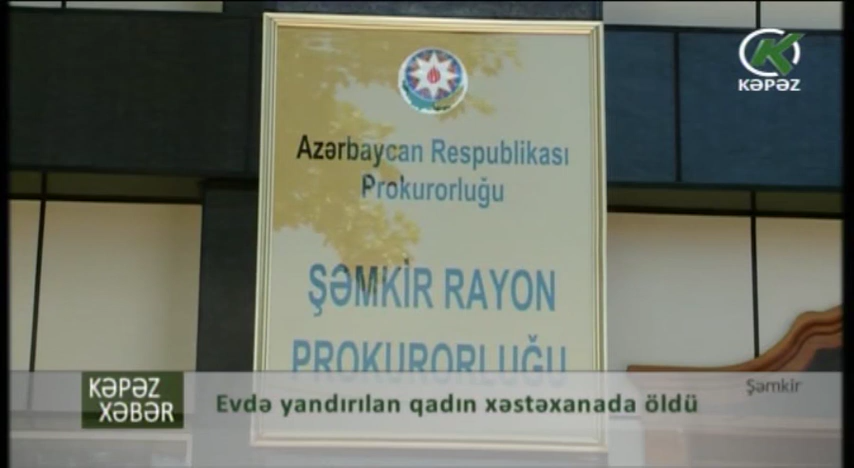 KƏPƏZ
Azərbaycan Respublikası
Prokurorluğu
ŞƏMKİR RAYON
PROKURORLUĞU
Şəmkir
KƏPƏZ
XƏBƏR
Evdə yandırılan qadın xəstəxanada öldü